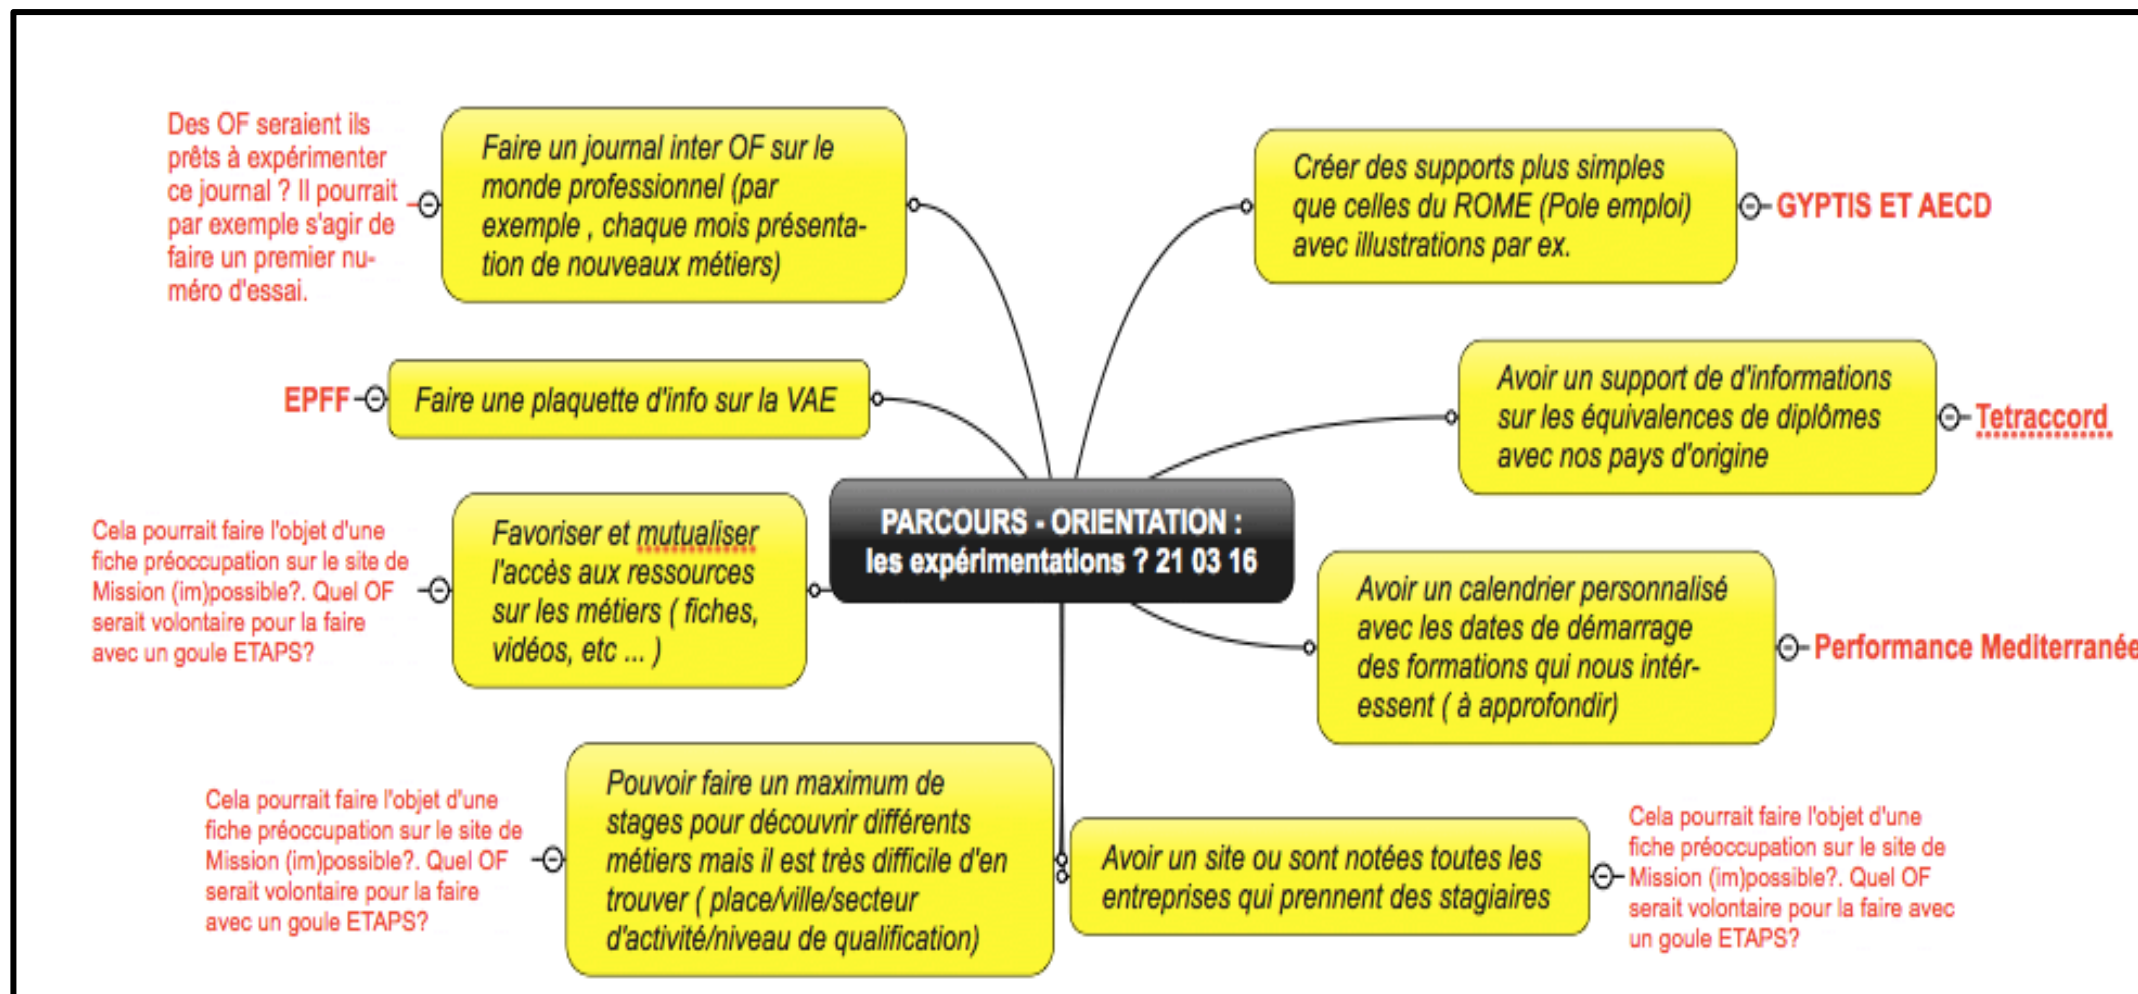 Des OF seraient ils
prêts à expérimenter
ce journal ? Il pourrait
par exemple s'agir de
faire un premier nu-
méro d'essai.
Faire un journal inter OF sur le
monde professionnel (par
exemple , chaque mois présenta-
tion de nouveaux métiers)
Créer des supports plus simples
que celles du ROME (Pole emploi)
avec illustrations par ex.
GYPTIS ET AECD
EPFF
Faire une plaquette d'info sur la VAE
Avoir un support de d'informations
sur les équivalences de diplômes
avec nos pays d'origine
Tetraccord
PARCOURS - ORIENTATION :
les expérimentations ? 21 03 16
Cela pourrait faire l'objet d'une
fiche préoccupation sur le site de
Mission (im)possible?. Quel OF
serait volontaire pour la faire
avec un goule ETAPS?
Favoriser et mutualiser
l'accès aux ressources
sur les métiers ( fiches,
vidéos, etc ... )
Avoir un calendrier personnalisé
avec les dates de démarrage
des formations qui nous intér-
essent ( à approfondir)
Performance Mediterranée
Cela pourrait faire l'objet d'une
fiche préoccupation sur le site de
Mission (im)possible?. Quel OF
serait volontaire pour la faire
avec un goule ETAPS?
Pouvoir faire un maximum de
stages pour découvrir différents
métiers mais il est très difficile d'en
trouver ( place/ville/secteur
d'activité/niveau de qualification)
Avoir un site ou sont notées toutes les
entreprises qui prennent des stagiaires
Cela pourrait faire l'objet d'une
fiche préoccupation sur le site de
Mission (im)possible?. Quel OF
serait volontaire pour la faire avec
un goule ETAPS?